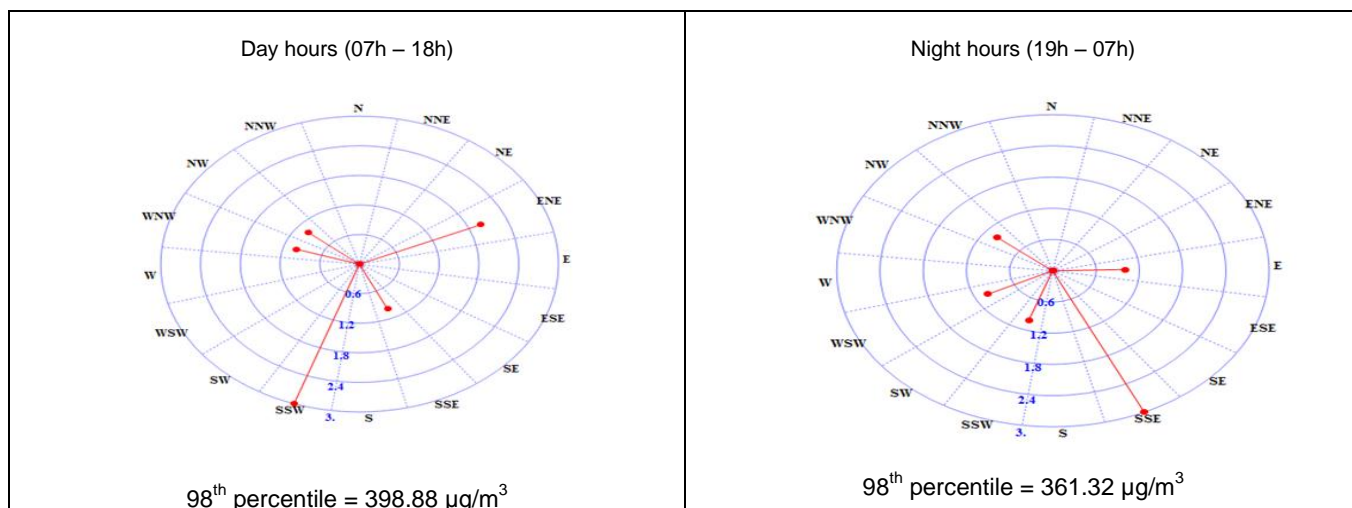 Day hours (07h – 18h)
N
NNW
NNE
NW
NE
WNW
ENE
W
E
WSW
ESE
SW
SE
SSW
SSE
S
0.6
1.2
1.8
2.4
3.
98th percentile = 398.88 µg/m3
Night hours (19h – 07h)
N
NNW
NNE
NW
NE
WNW
ENE
W
E
WSW
ESE
SW
SE
SSW
SSE
S
0.6
1.2
1.8
2.4
3.
98th percentile = 361.32 µg/m3